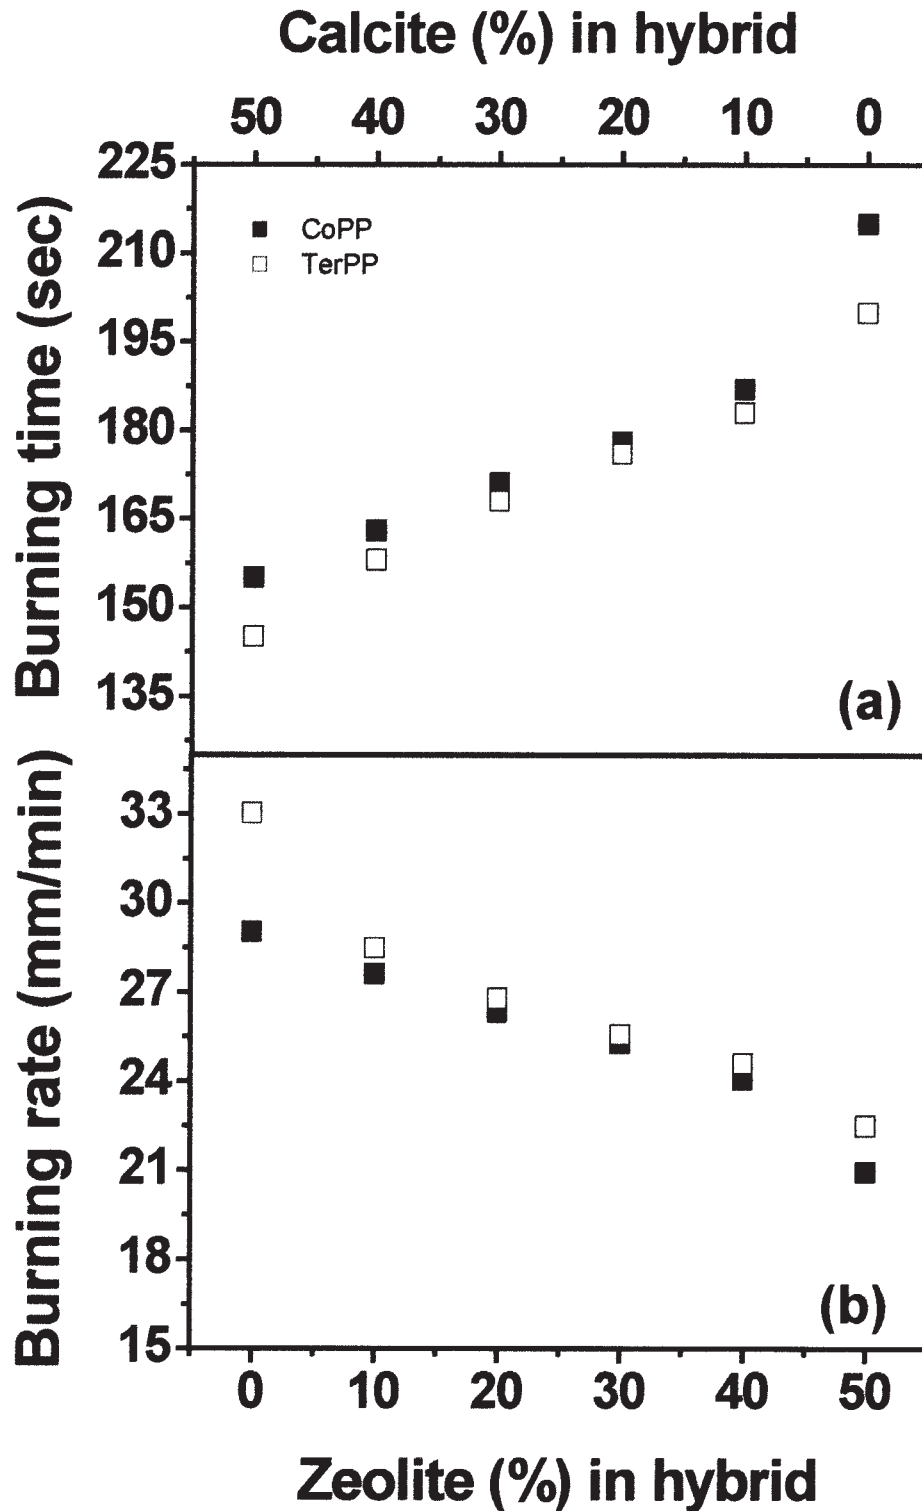 Calcite (%) in hybrid
50 40 30 20 10 0
225
CoPP
TerPP
210
195
180
165
150
135
Burning time (sec)
(a)
33
30
27
24
21
18
15
Burning rate (mm/min)
(b)
0 10 20 30 40 50
Zeolite (%) in hybrid